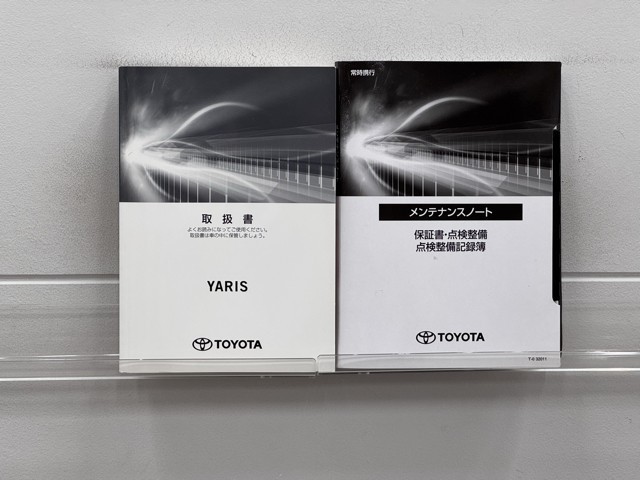 取扱書
よくお読みになってご使用ください。
取扱書は車の中に保管しましょう。
YARIS
TOYOTA
常時携行
メンテナンスノート
保証書・点検整備
点検整備記録簿
TOYOTA